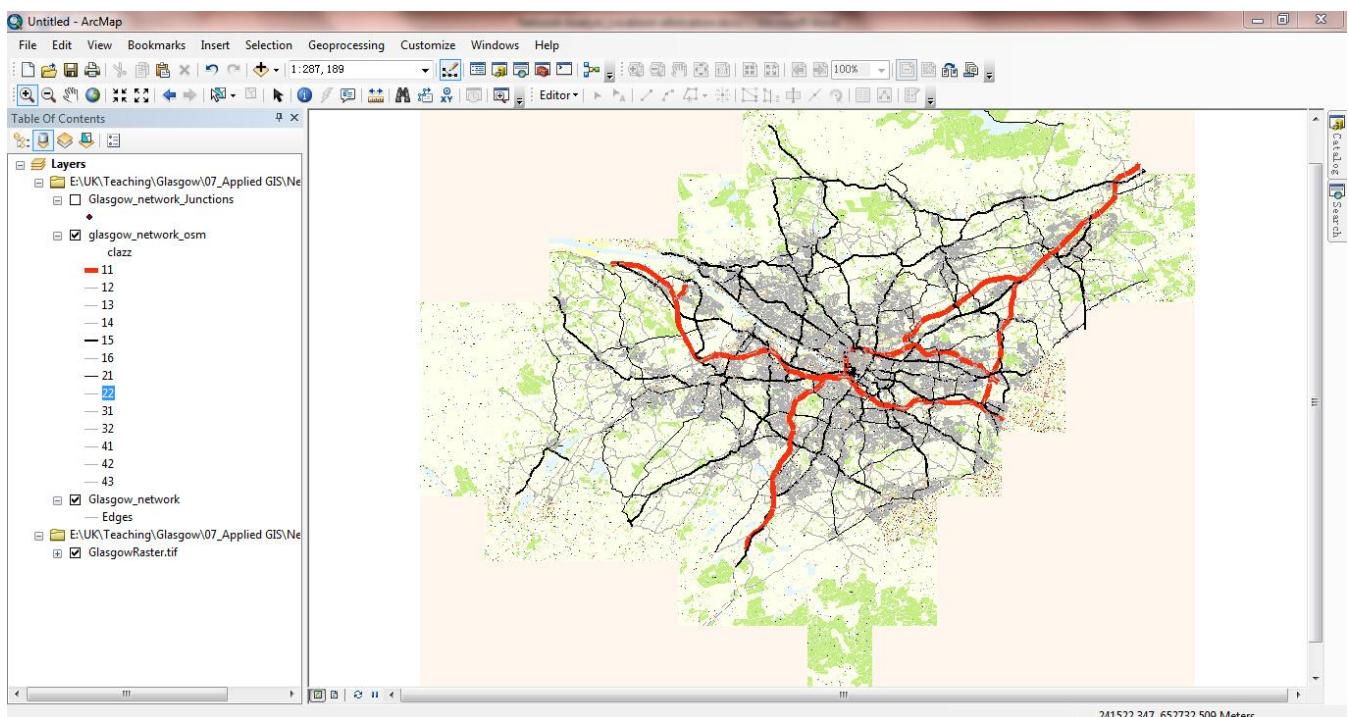 Untitled - ArcMap
File Edit View Bookmarks Insert Selection Geoprocessing Customize Windows Help
1:287,189
100%
Editor
Table Of Contents
Layers
E:\UK\Teaching\Glasgow\07_Applied GIS\Ne
Glasgow_network_Junctions
glasgow_network_osm
clazz
11
12
13
14
15
16
21
22
31
32
41
42
43
Glasgow_network
Edges
E:\UK\Teaching\Glasgow\07_Applied GIS\Ne
GlasgowRaster.tif
Catalog
Search
241522.347 652732.509 Meters